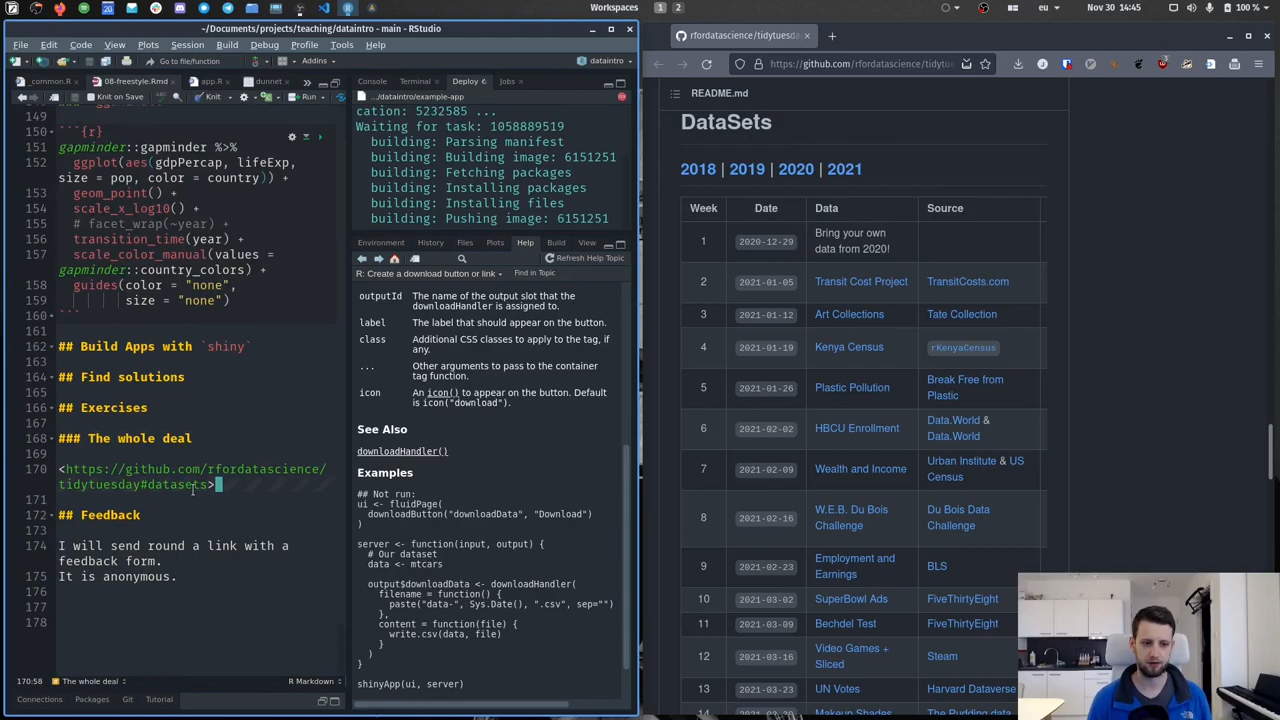 Workspaces
1 2
Nov 30 14:45
en
EN
100 %
~/Documents/projects/teaching/dataintro - main - RStudio
File Edit Code View Plots Session Build Debug Profile Tools Help
Go to file/function
Addins
dataintro
_common.R
08-freestyle.Rmd
app.R
dunnet
Knit on Save
Knit
Run
149
150 ```{r}
151 gapminder::gapminder %>%
152 ggplot(aes(gdpPercap, lifeExp,
size = pop, color = country)) +
153 geom_point() +
154 scale_x_log10() +
155 # facet_wrap(~year) +
156 transition_time(year) +
157 scale_color_manual(values =
gapminder::country_colors) +
158 guides(color = "none",
159 size = "none")
160 ```
161
162 ## Build Apps with `shiny`
163
164 ## Find solutions
165
166 ## Exercises
167
168 ### The whole deal
169
170 <https://github.com/rfordatascience/
tidytuesday#datasets>
171
172 ## Feedback
173
174 I will send round a link with a
feedback form.
175 It is anonymous.
176
177
178
170:58 The whole deal R Markdown
Connections Packages Git Tutorial
Console Terminal Deploy Jobs
.../dataintro/example-app
cation: 5232585 ...
Waiting for task: 1058889519
building: Parsing manifest
building: Building image: 6151251
building: Fetching packages
building: Installing packages
building: Installing files
building: Pushing image: 6151251
Environment History Files Plots Help Build View
Refresh Help Topic
R: Create a download button or link
Find in Topic
outputId The name of the output slot that the
downloadHandler is assigned to.
label The label that should appear on the button.
class Additional CSS classes to apply to the tag, if
any.
... Other arguments to pass to the container
tag function.
icon An icon() to appear on the button. Default
is icon("download").
See Also
downloadHandler()
Examples
## Not run:
ui <- fluidPage(
downloadButton("downloadData", "Download")
)
server <- function(input, output) {
# Our dataset
data <- mtcars
output$downloadData <- downloadHandler(
filename = function() {
paste("data-", Sys.Date(), ".csv", sep="")
},
content = function(file) {
write.csv(data, file)
}
)
}
shinyApp(ui, server)
rfordatascience/tidytuesda
https://github.com/rfordatascience
README.md
DataSets
2018 | 2019 | 2020 | 2021
Week Date Data Source
1 2020-12-29 Bring your own
data from 2020!
2 2021-01-05 Transit Cost Project TransitCosts.com
3 2021-01-12 Art Collections Tate Collection
4 2021-01-19 Kenya Census rKenyaCensus
5 2021-01-26 Plastic Pollution Break Free from
Plastic
6 2021-02-02 HBCU Enrollment Data.World &
Data.World
7 2021-02-09 Wealth and Income Urban Institute & US
Census
8 2021-02-16 W.E.B. Du Bois
Challenge
Du Bois Data
Challenge
9 2021-02-23 Employment and
Earnings
BLS
10 2021-03-02 SuperBowl Ads FiveThirtyEight
11 2021-03-09 Bechdel Test FiveThirtyEight
12 2021-03-16 Video Games +
Sliced
Steam
13 2021-03-23 UN Votes Harvard Dataverse
14 2021-03-30 Makeup Shades The Pudding data